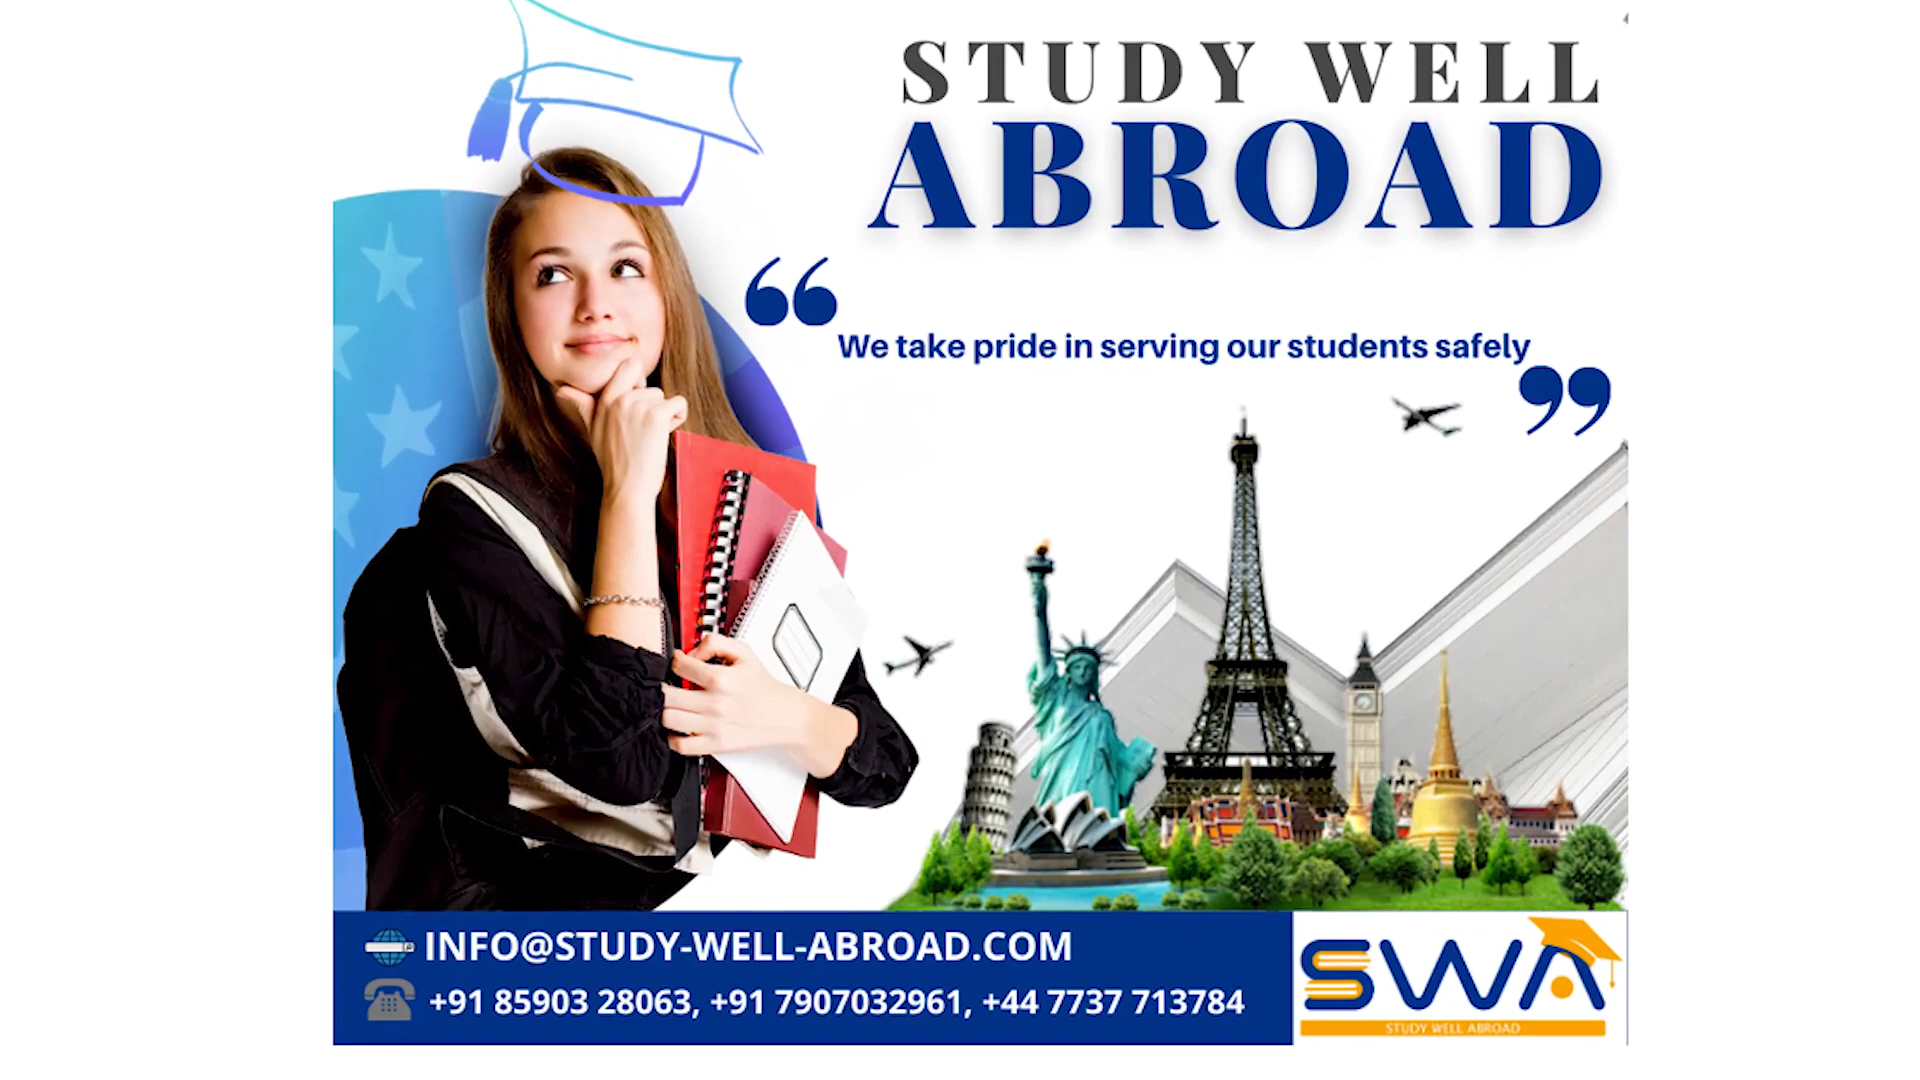 STUDY WELL
ABROAD
“
We take pride in serving our students safely
”
INFO@STUDY-WELL-ABROAD.COM
+91 85903 28063, +91 7907032961, +44 7737 713784
SWA
STUDY WELL ABROAD